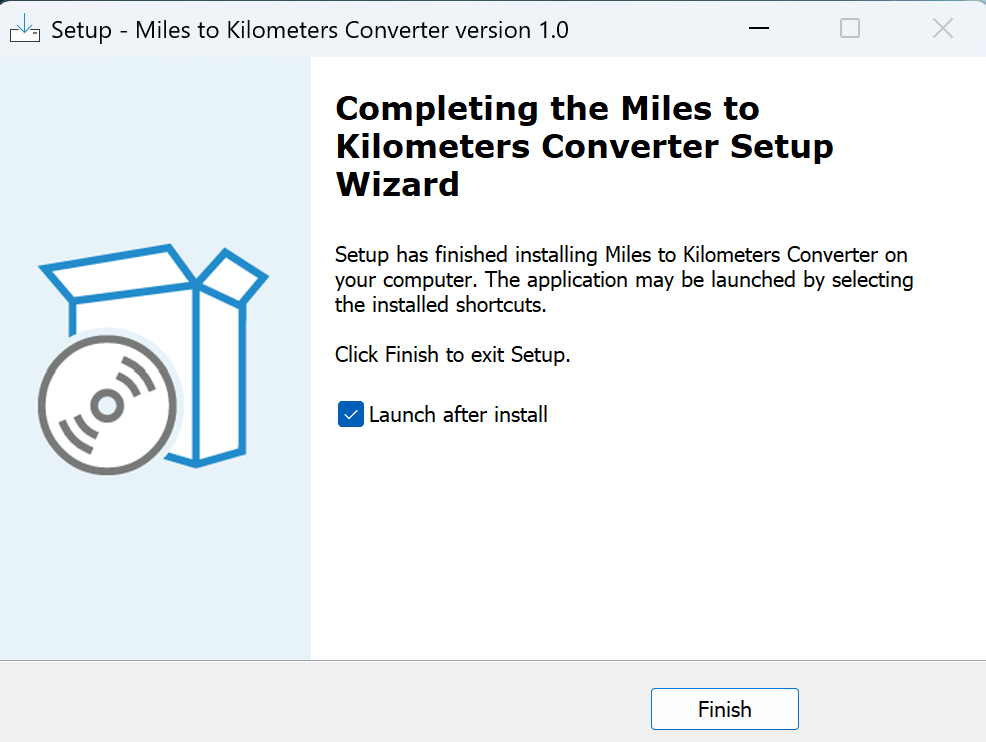 Setup - Miles to Kilometers Converter version 1.0
Completing the Miles to
Kilometers Converter Setup
Wizard
Setup has finished installing Miles to Kilometers Converter on
your computer. The application may be launched by selecting
the installed shortcuts.
Click Finish to exit Setup.
Launch after install
Finish